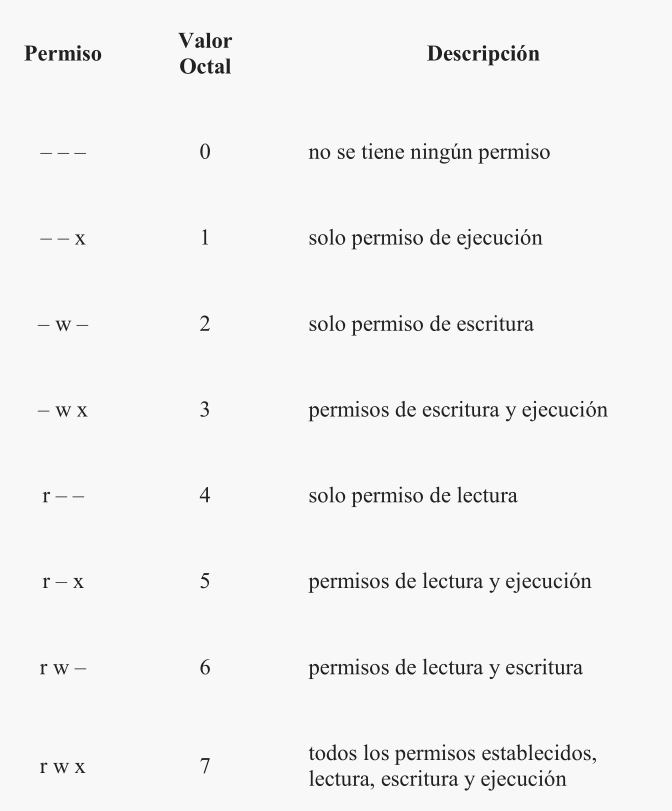 Permiso Valor Octal Descripción
– – – 0 no se tiene ningún permiso
– – x 1 solo permiso de ejecución
– w – 2 solo permiso de escritura
– w x 3 permisos de escritura y ejecución
r – – 4 solo permiso de lectura
r – x 5 permisos de lectura y ejecución
r w – 6 permisos de lectura y escritura
r w x 7 todos los permisos establecidos,
lectura, escritura y ejecución